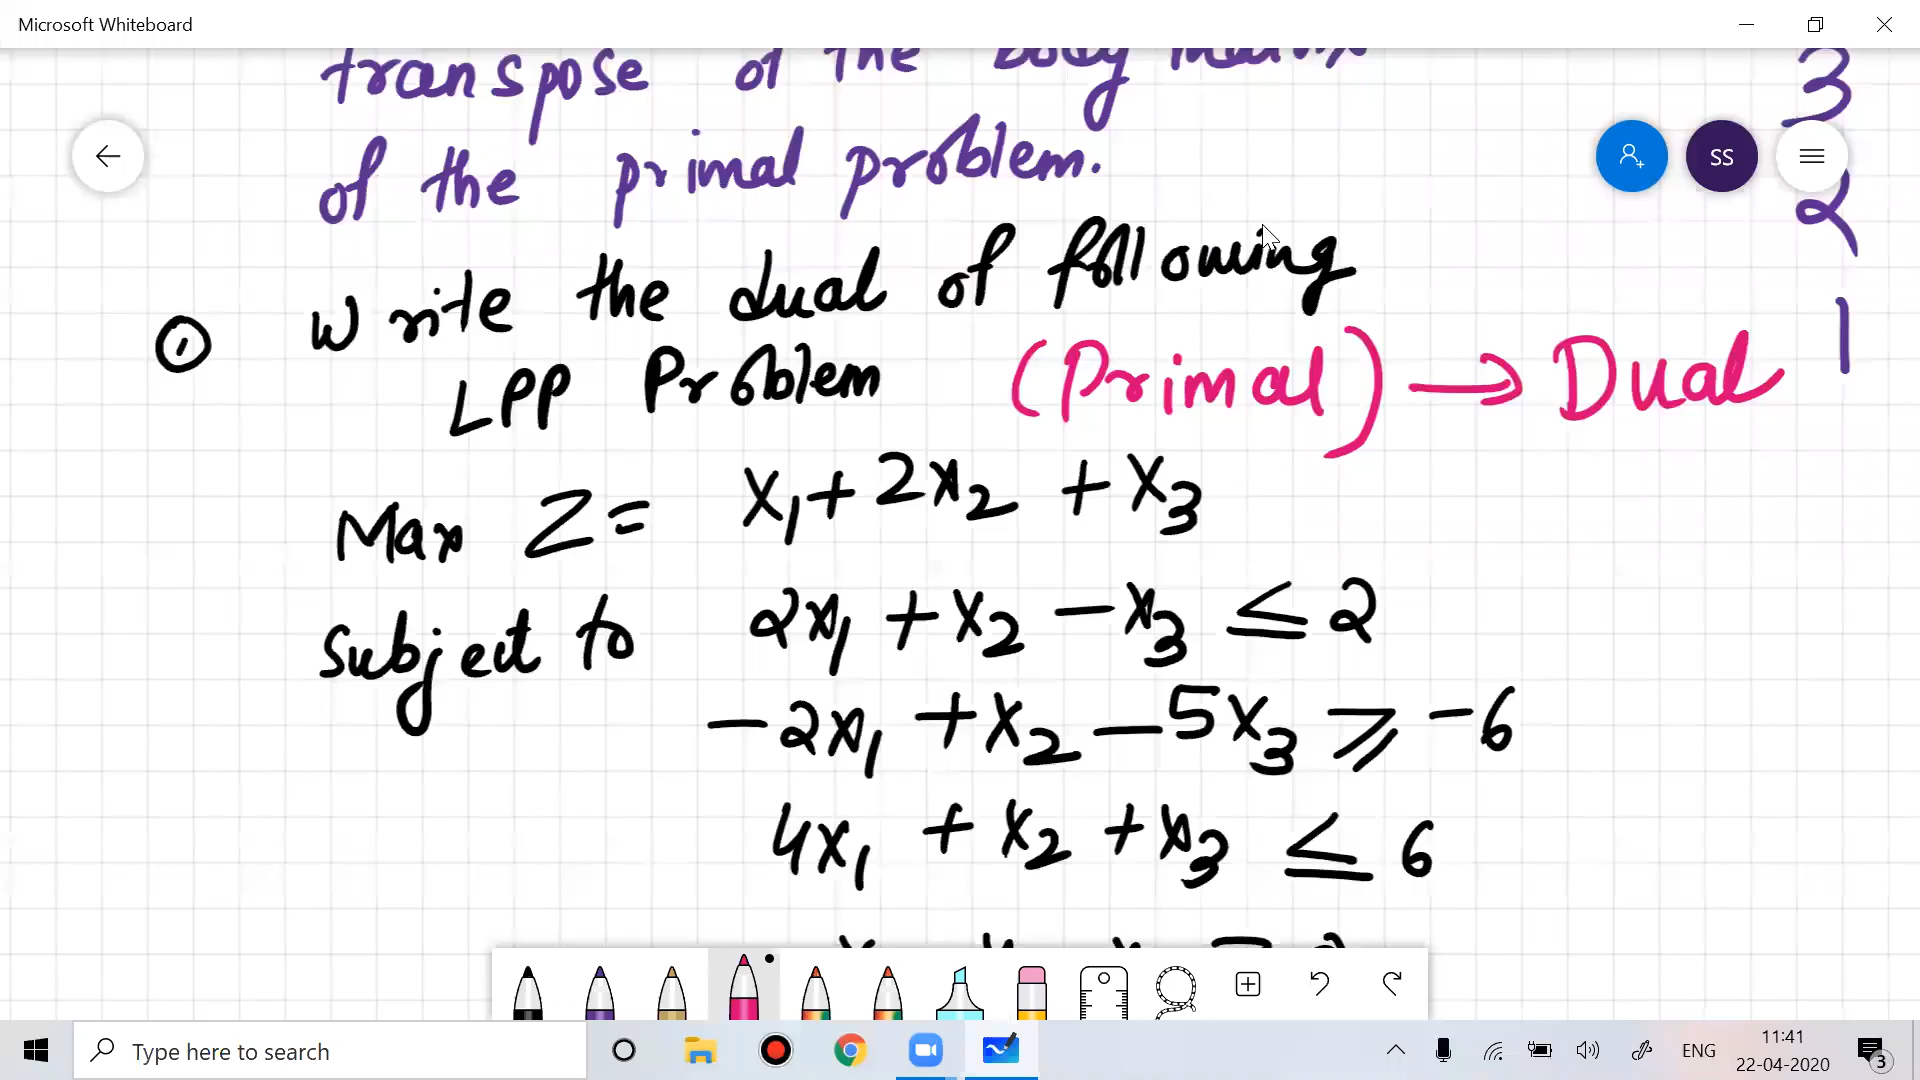 Microsoft Whiteboard
transpose of the body matrix
of the primal problem.
3
2
1
SS
① Write the dual of following
LPP Problem (Primal) → Dual
Max Z = x₁ + 2x₂ + x₃
Subject to 2x₁ + x₂ - x₃ ≤ 2
-2x₁ + x₂ - 5x₃ ⩾ -6
4x₁ + x₂ + x₃ ≤ 6
Type here to search
ENG
11:41
22-04-2020
3